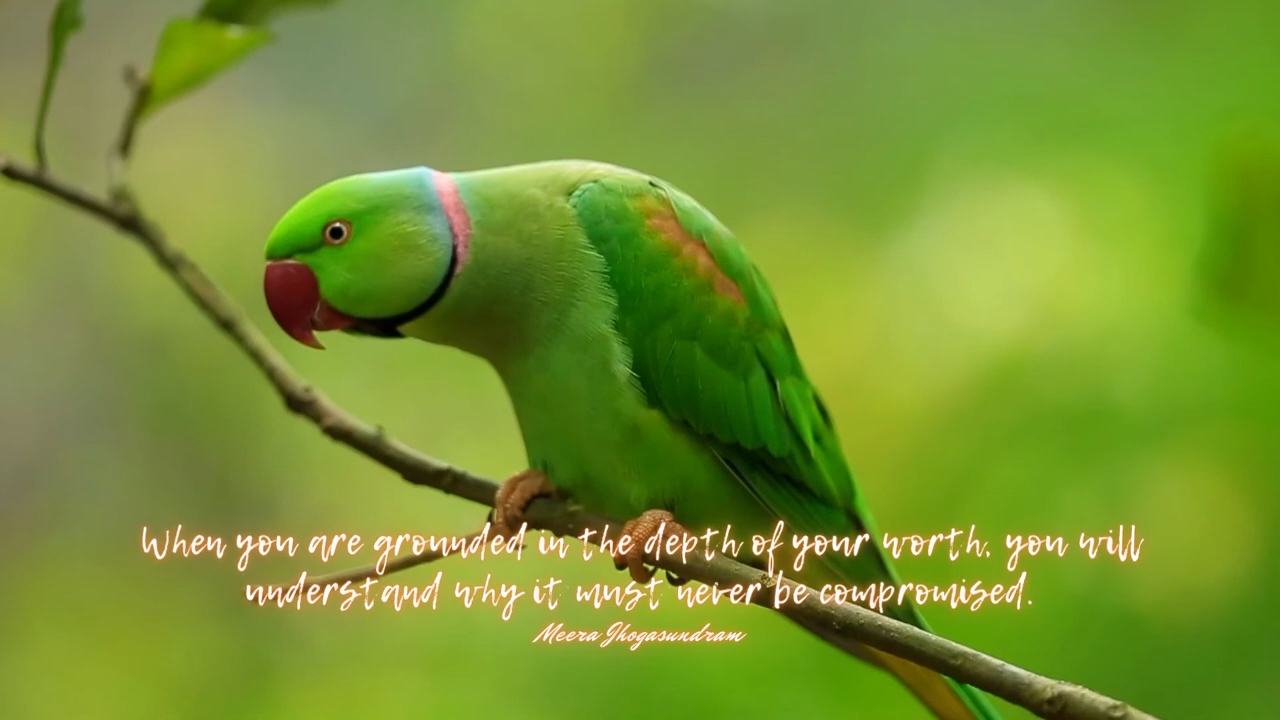 When you are grounded in the depth of your worth, you will
understand why it must never be compromised.
Meera Jhogasundram